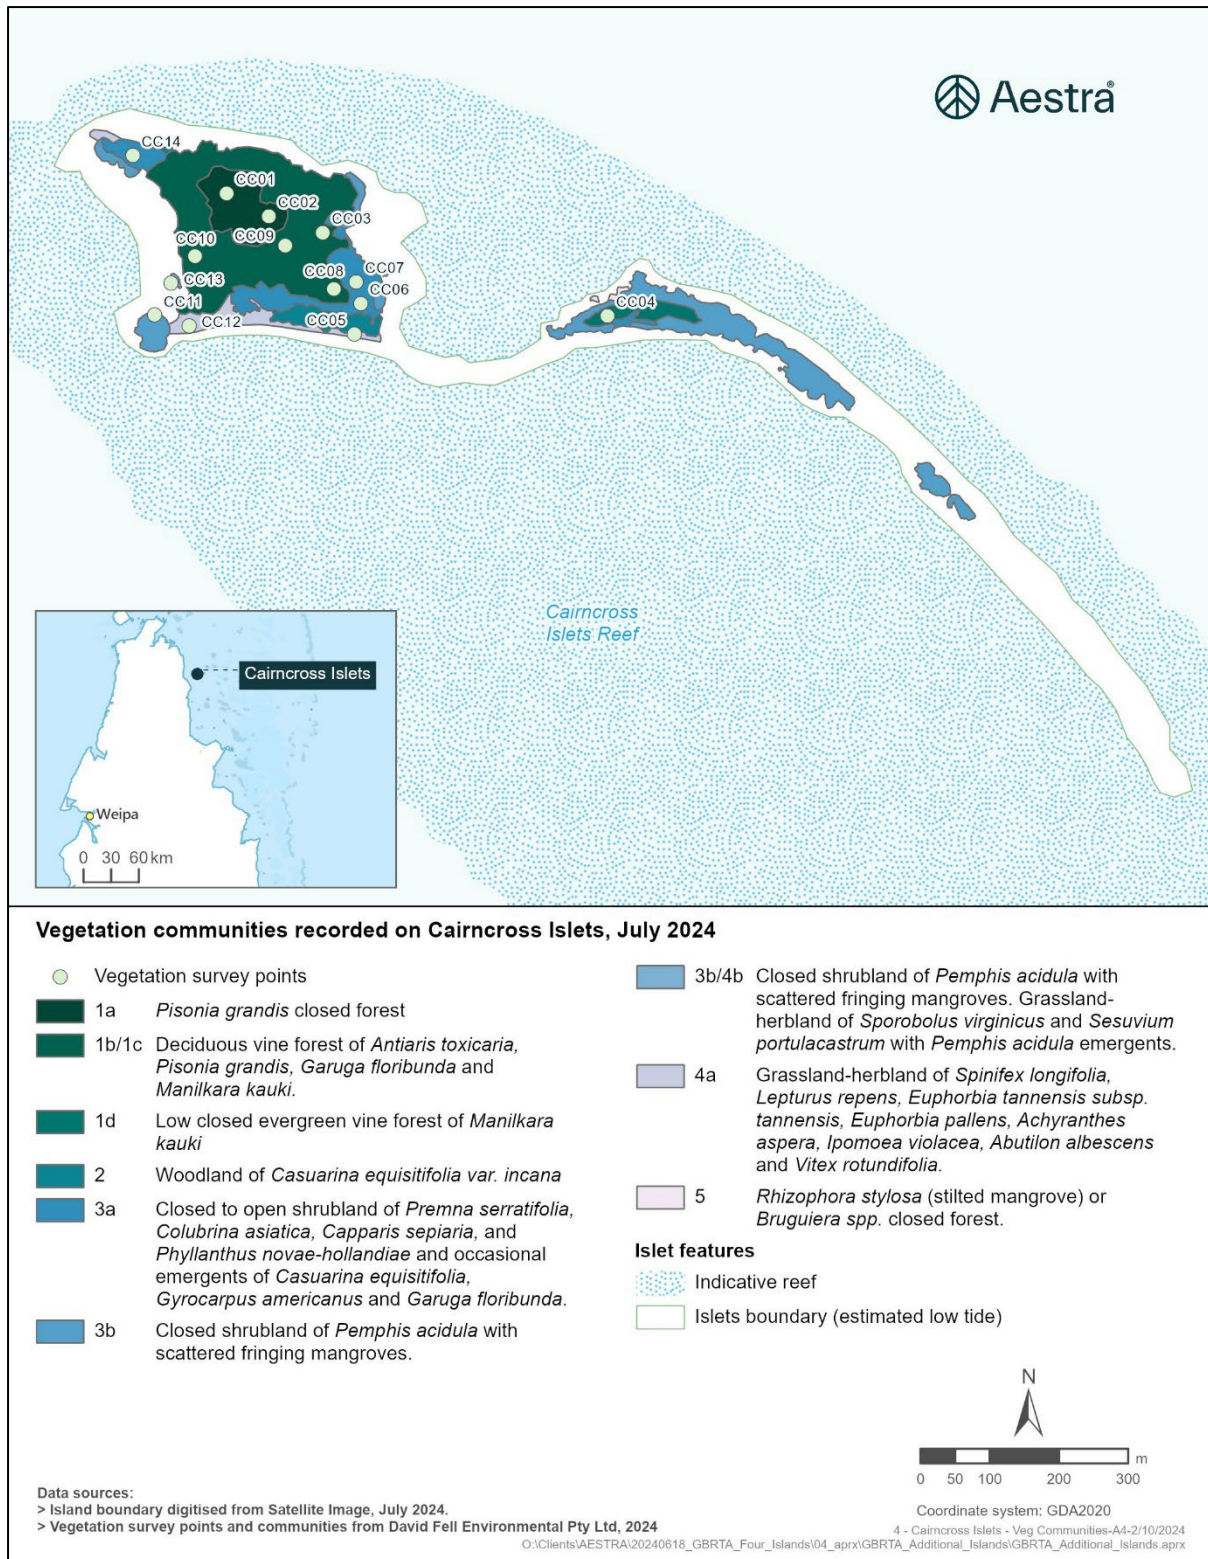 Aestra®
CC14
CC01
CC02
CC03
CC09
CC10
CC08
CC07
CC13
CC06
CC11
CC12
CC05
CC04
Cairncross
Islets Reef
Cairncross Islets
Weipa
0 30 60 km
Vegetation communities recorded on Cairncross Islets, July 2024
Vegetation survey points
1a Pisonia grandis closed forest
1b/1c Deciduous vine forest of Antiaris toxicaria,
Pisonia grandis, Garuga floribunda and
Manilkara kauki.
1d Low closed evergreen vine forest of Manilkara
kauki
2 Woodland of Casuarina equisitifolia var. incana
3a Closed to open shrubland of Premna serratifolia,
Colubrina asiatica, Capparis sepiaria, and
Phyllanthus novae-hollandiae and occasional
emergents of Casuarina equisitifolia,
Gyrocarpus americanus and Garuga floribunda.
3b Closed shrubland of Pemphis acidula with
scattered fringing mangroves.
3b/4b Closed shrubland of Pemphis acidula with
scattered fringing mangroves. Grassland-
herbland of Sporobolus virginicus and Sesuvium
portulacastrum with Pemphis acidula emergents.
4a Grassland-herbland of Spinifex longifolia,
Lepturus repens, Euphorbia tannensis subsp.
tannensis, Euphorbia pallens, Achyranthes
aspera, Ipomoea violacea, Abutilon albescens
and Vitex rotundifolia.
5 Rhizophora stylosa (stilted mangrove) or
Bruguiera spp. closed forest.
Islet features
Indicative reef
Islets boundary (estimated low tide)
N
m
0 50 100 200 300
Coordinate system: GDA2020
Data sources:
> Island boundary digitised from Satellite Image, July 2024.
> Vegetation survey points and communities from David Fell Environmental Pty Ltd, 2024
4 - Cairncross Islets - Veg Communities-A4-2/10/2024
O:\Clients\AESTRA\20240618_GBRTA_Four_Islands\04_aprx\GBRTA_Additional_Islands\GBRTA_Additional_Islands.aprx